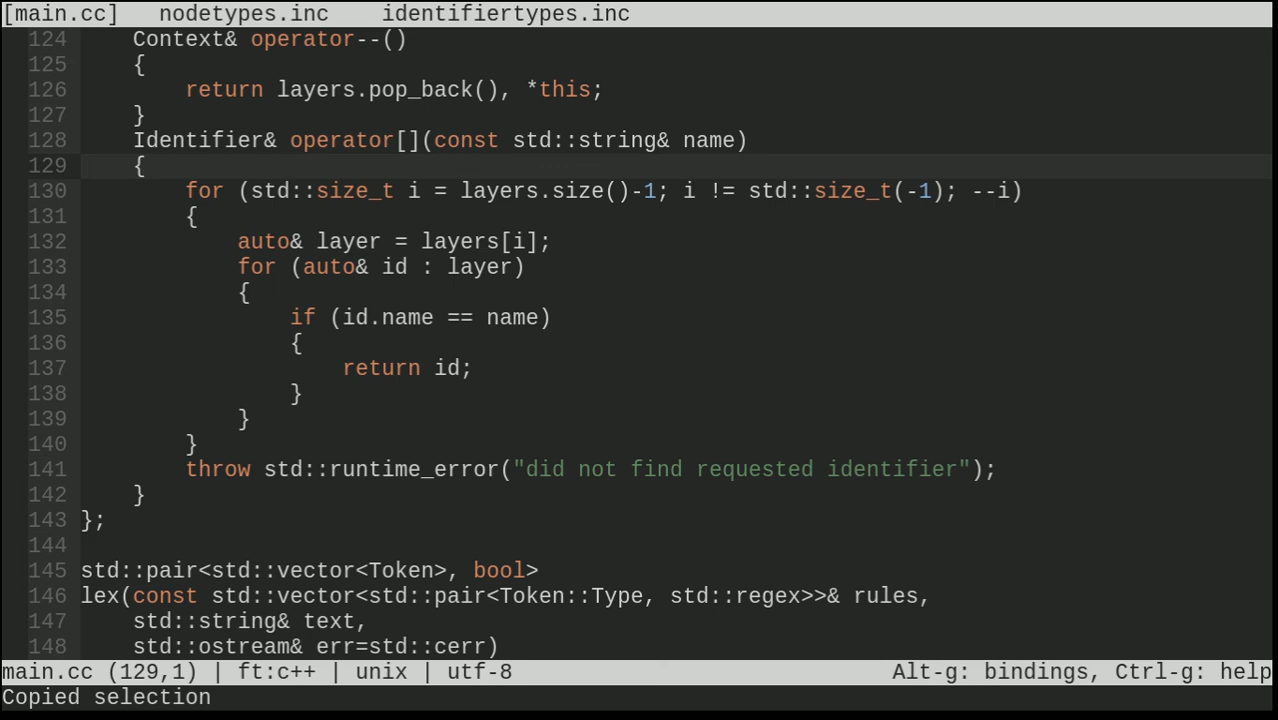 [main.cc]   nodetypes.inc    identifiertypes.inc
124     Context& operator--()
125     {
126         return layers.pop_back(), *this;
127     }
128     Identifier& operator[](const std::string& name)
129     {
130         for (std::size_t i = layers.size()-1; i != std::size_t(-1); --i)
131         {
132             auto& layer = layers[i];
133             for (auto& id : layer)
134             {
135                 if (id.name == name)
136                 {
137                     return id;
138                 }
139             }
140         }
141         throw std::runtime_error("did not find requested identifier");
142     }
143 };
144
145 std::pair<std::vector<Token>, bool>
146 lex(const std::vector<std::pair<Token::Type, std::regex>>& rules,
147     std::string& text,
148     std::ostream& err=std::cerr)
main.cc (129,1) | ft:c++ | unix | utf-8    Alt-g: bindings, Ctrl-g: help
Copied selection